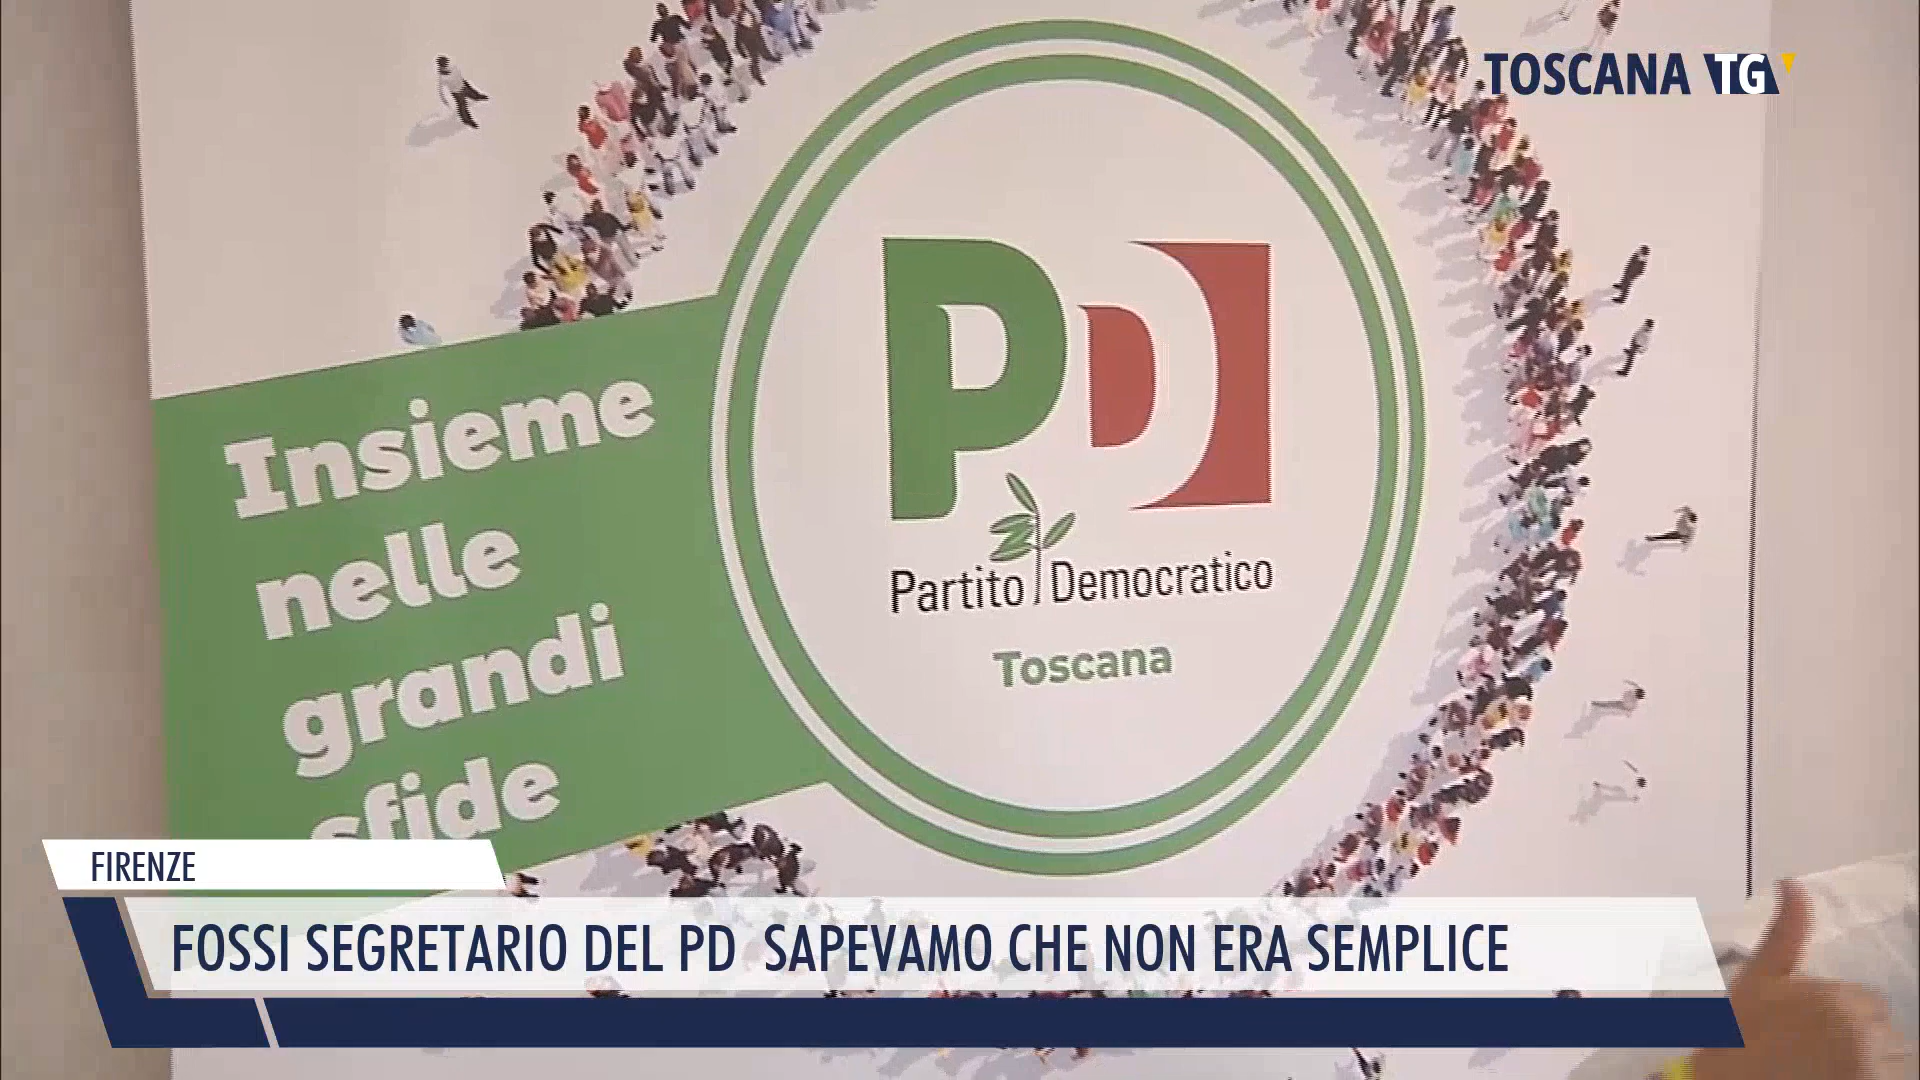 TOSCANA TG
Insieme
nelle
grandi
sfide
PD
Partito Democratico
Toscana
FIRENZE
FOSSI SEGRETARIO DEL PD SAPEVAMO CHE NON ERA SEMPLICE